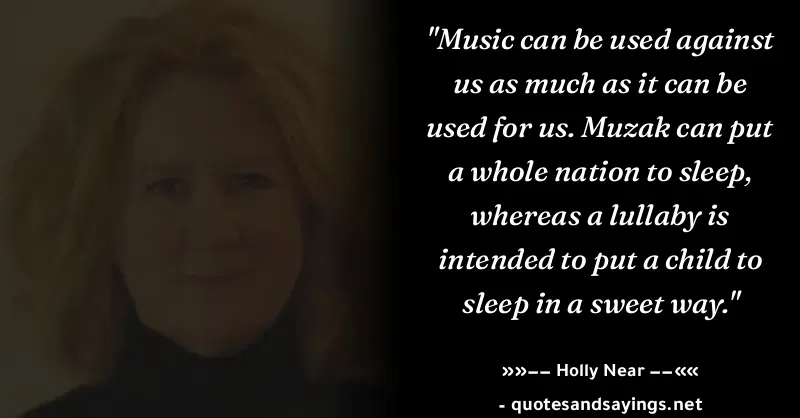 "Music can be used against
us as much as it can be
used for us. Muzak can put
a whole nation to sleep,
whereas a lullaby is
intended to put a child to
sleep in a sweet way."
»»–– Holly Near ––««
- quotesandsayings.net